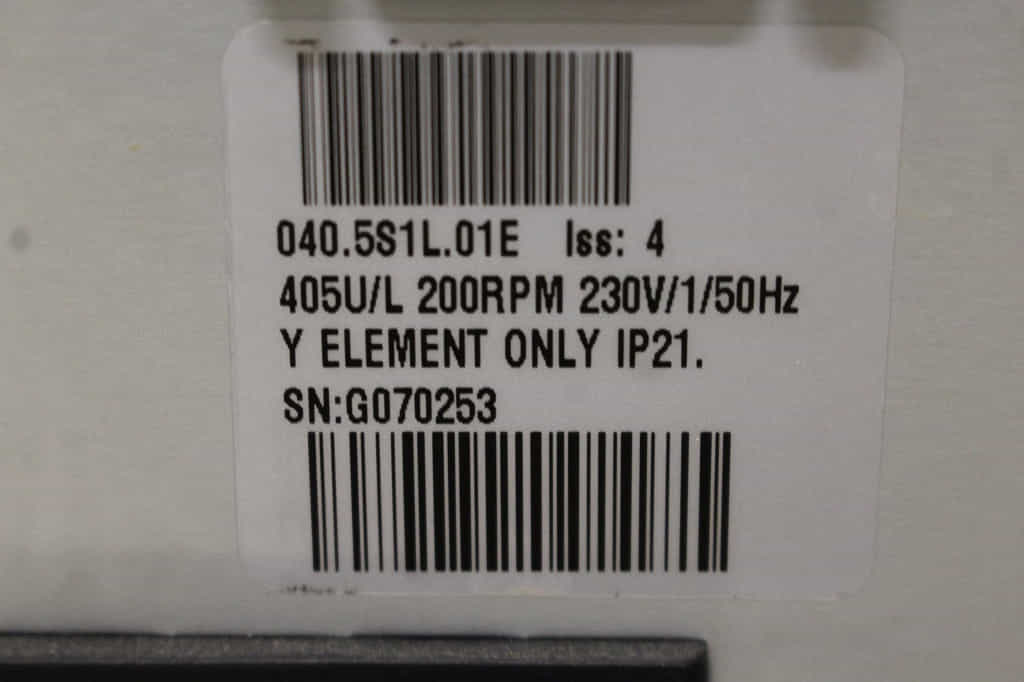 040.5S1L.01E Iss: 4
405U/L 200RPM 230V/1/50Hz
Y ELEMENT ONLY IP21.
SN:G070253